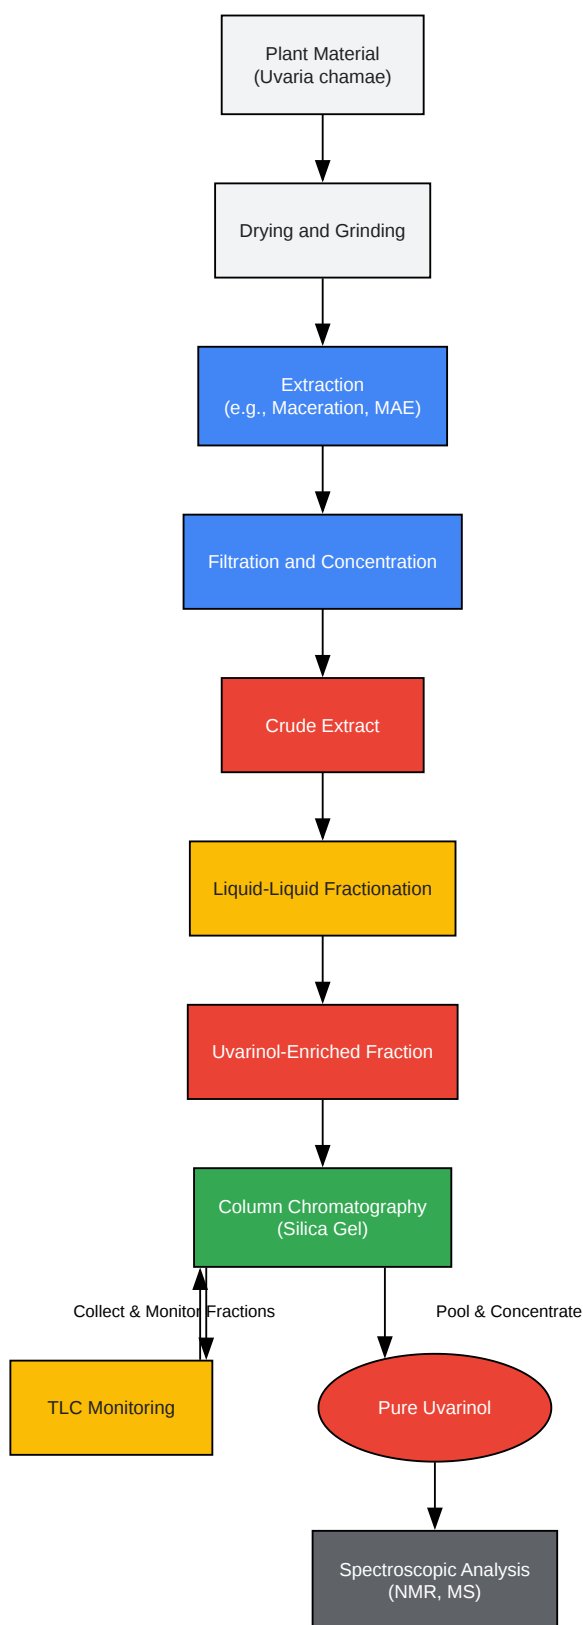 Plant Material
(Uvaria chamae)
Drying and Grinding
Extraction
(e.g., Maceration, MAE)
Filtration and Concentration
Crude Extract
Liquid-Liquid Fractionation
Uvarinol-Enriched Fraction
Column Chromatography
(Silica Gel)
Collect & Monitor Fractions
Pool & Concentrate
TLC Monitoring
Pure Uvarinol
Spectroscopic Analysis
(NMR, MS)